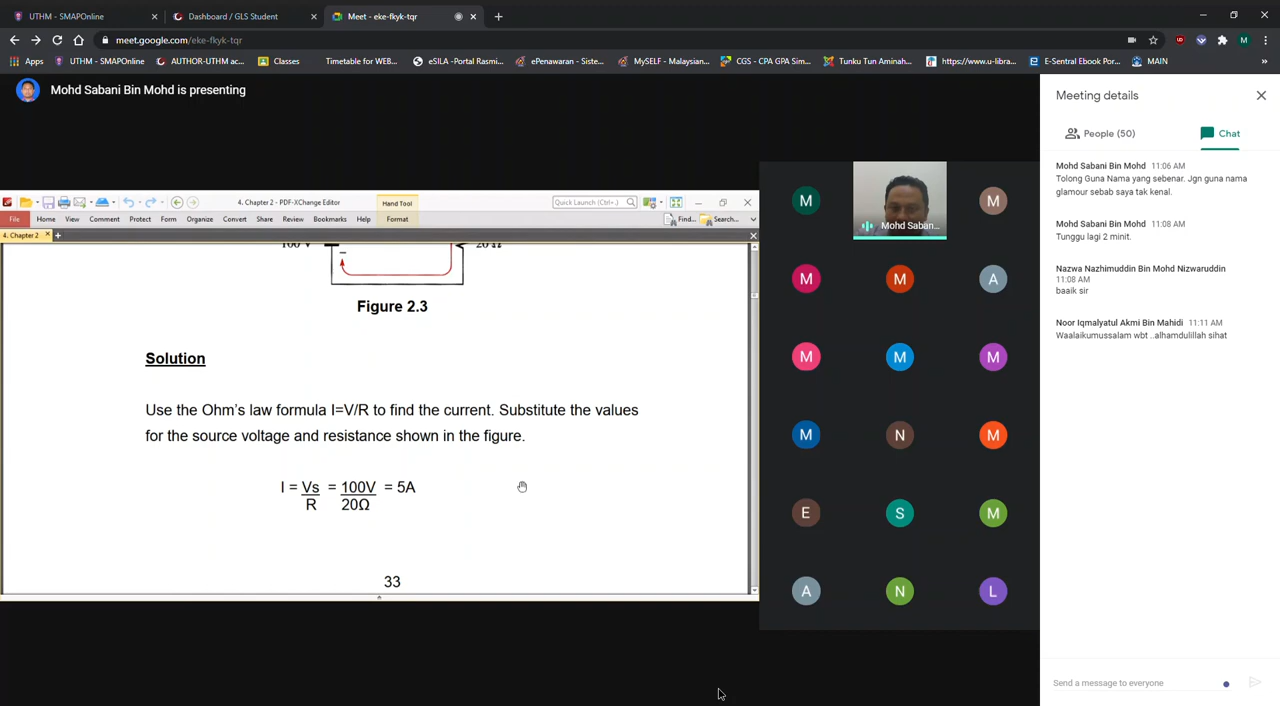 UTHM - SMAPOnline
Dashboard / GLS Student
Meet - eke-fkyk-tqr
meet.google.com/eke-fkyk-tqr
M
Apps
UTHM - SMAPOnline
AUTHOR-UTHM ac...
Classes
Timetable for WEB...
eSILA -Portal Rasmi...
ePenawaran - Siste...
MySELF - Malaysian...
CGS - CPA GPA Sim...
Tunku Tun Aminah...
https://www.u-libra...
E-Sentral Ebook Por...
MAIN
»
Mohd Sabani Bin Mohd is presenting
4. Chapter 2 - PDF-XChange Editor
Hand Tool
Quick Launch (Ctrl+.)
File Home View Comment Protect Form Organize Convert Share Review Bookmarks Help Format
Find... Search...
4. Chapter 2
100 V
20 Ω
Figure 2.3
Solution
Use the Ohm's law formula I=V/R to find the current. Substitute the values
for the source voltage and resistance shown in the figure.
I = Vs = 100V = 5A
R 20Ω
33
M
Mohd Saban...
M
M
M
A
M
M
M
M
N
M
E
S
M
A
N
L
Meeting details
People (50)
Chat
Mohd Sabani Bin Mohd 11:06 AM
Tolong Guna Nama yang sebenar. Jgn guna nama
glamour sebab saya tak kenal.
Mohd Sabani Bin Mohd 11:08 AM
Tunggu lagi 2 minit.
Nazwa Nazhimuddin Bin Mohd Nizwaruddin
11:08 AM
baaik sir
Noor Iqmalyatul Akmi Bin Mahidi 11:11 AM
Waalaikumussalam wbt ..alhamdulillah sihat
Send a message to everyone